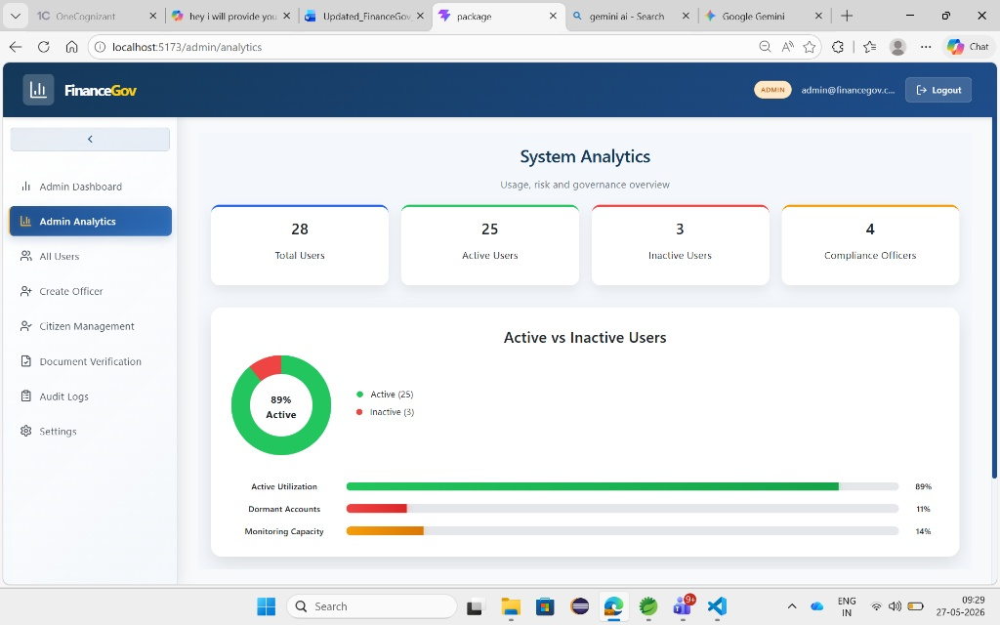 OneCognizant
hey i will provide you
Updated_FinanceGov
package
gemini ai - Search
Google Gemini
localhost:5173/admin/analytics
Chat
FinanceGov
ADMIN
admin@financegov.c...
Logout
Admin Dashboard
Admin Analytics
All Users
Create Officer
Citizen Management
Document Verification
Audit Logs
Settings
System Analytics
Usage, risk and governance overview
28
Total Users
25
Active Users
3
Inactive Users
4
Compliance Officers
Active vs Inactive Users
89%
Active
Active (25)
Inactive (3)
Active Utilization 89%
Dormant Accounts 11%
Monitoring Capacity 14%
Search
9+
ENG
IN
09:29
27-05-2026